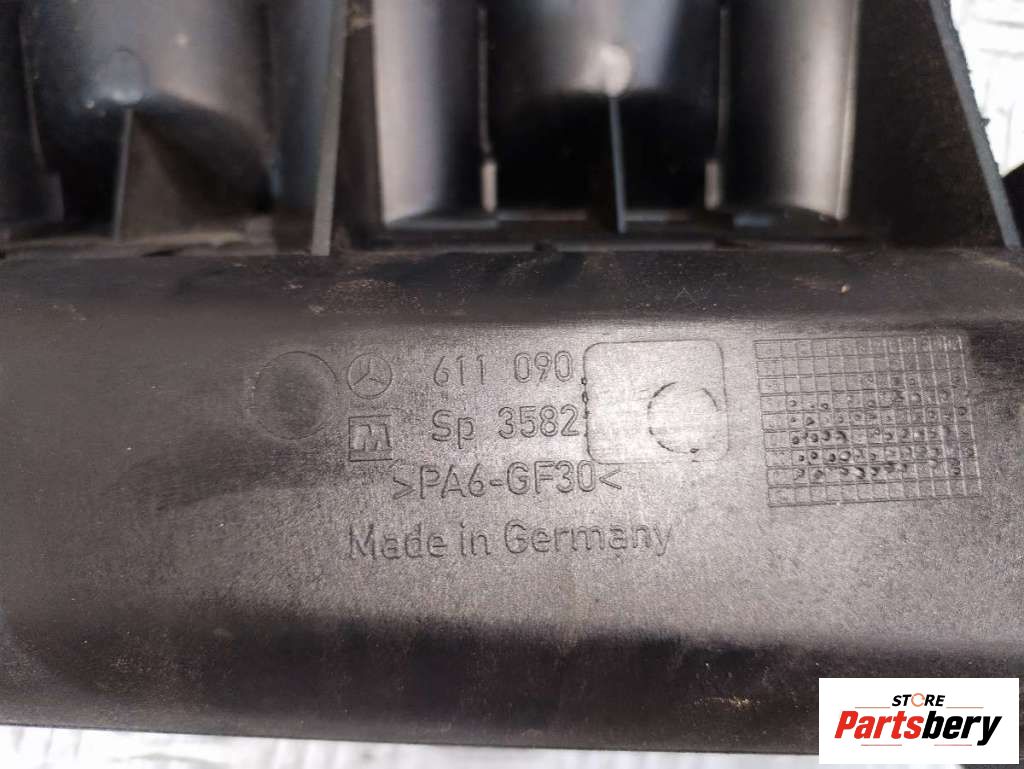 611 090
Sp 3582
>PA6-GF30<
Made in Germany
STORE
Partsbery